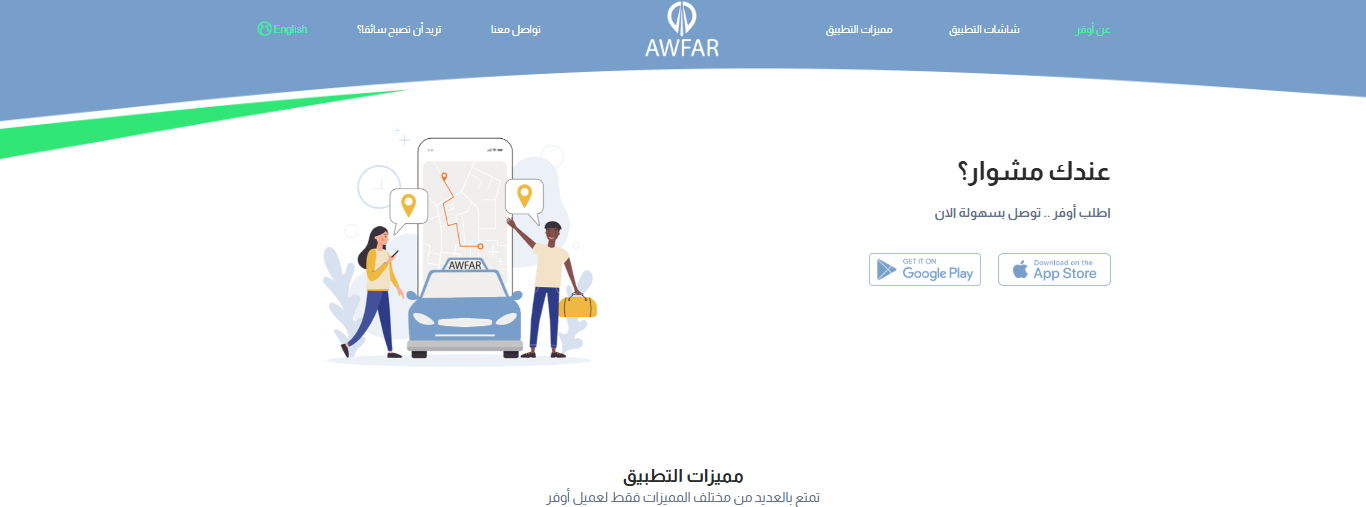 عن أوفر
شاشات التطبيق
مميزات التطبيق
AWFAR
تواصل معنا
تريد أن تصبح سائقا؟
English
عندك مشوار؟
اطلب أوفر .. توصل بسهولة الان
Download on the
App Store
GET IT ON
Google Play
AWFAR
مميزات التطبيق
تمتع بالعديد من مختلف المميزات فقط لعميل أوفر